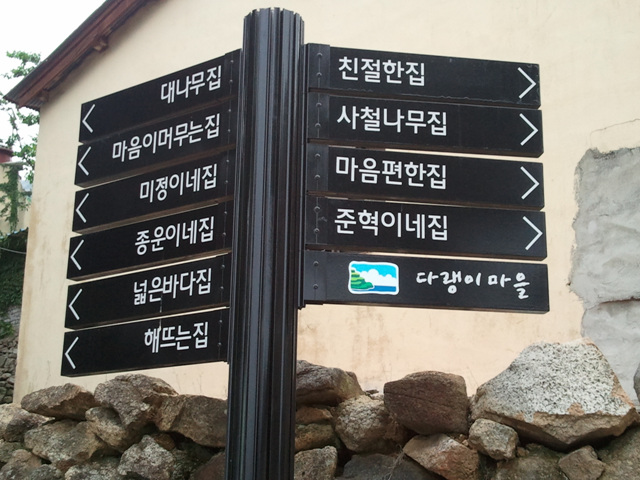 대나무집
마음이머무는집
미정이네집
종운이네집
넓은바다집
해뜨는집
친절한집
사철나무집
마음편한집
준혁이네집
다랭이마을